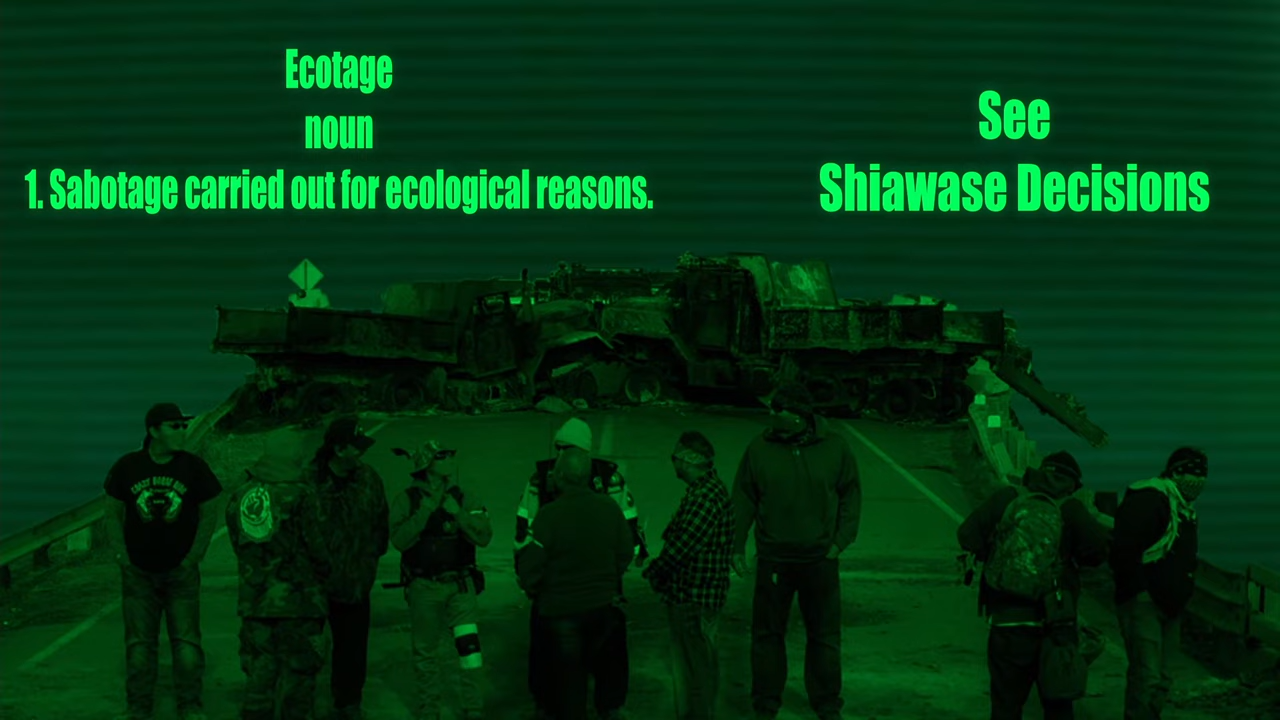 Ecotage
noun
1. Sabotage carried out for ecological reasons.
See
Shiawase Decisions